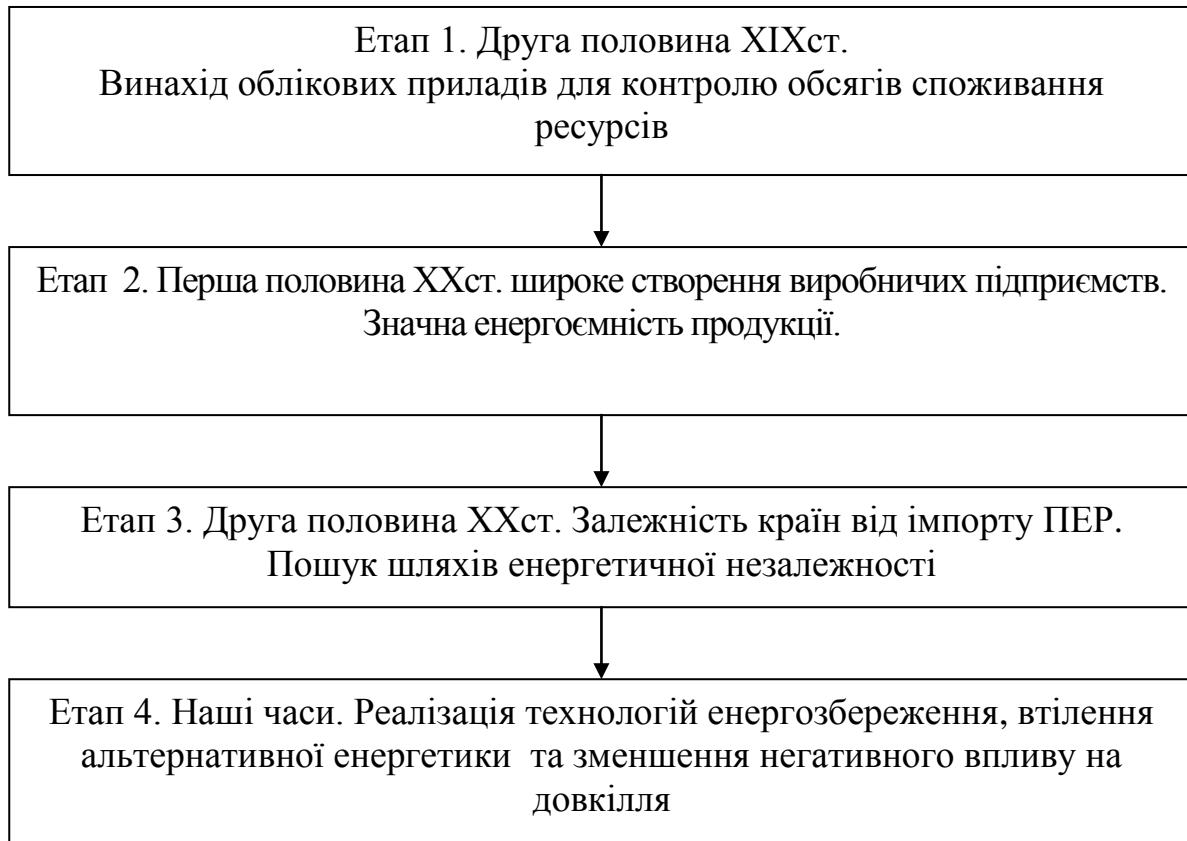 Етап 1. Друга половина ХІХст.
Винахід облікових приладів для контролю обсягів споживання
ресурсів
Етап 2. Перша половина ХХст. широке створення виробничих підприємств.
Значна енергоємність продукції.
Етап 3. Друга половина ХХст. Залежність країн від імпорту ПЕР.
Пошук шляхів енергетичної незалежності
Етап 4. Наші часи. Реалізація технологій енергозбереження, втілення
альтернативної енергетики та зменшення негативного впливу на
довкілля